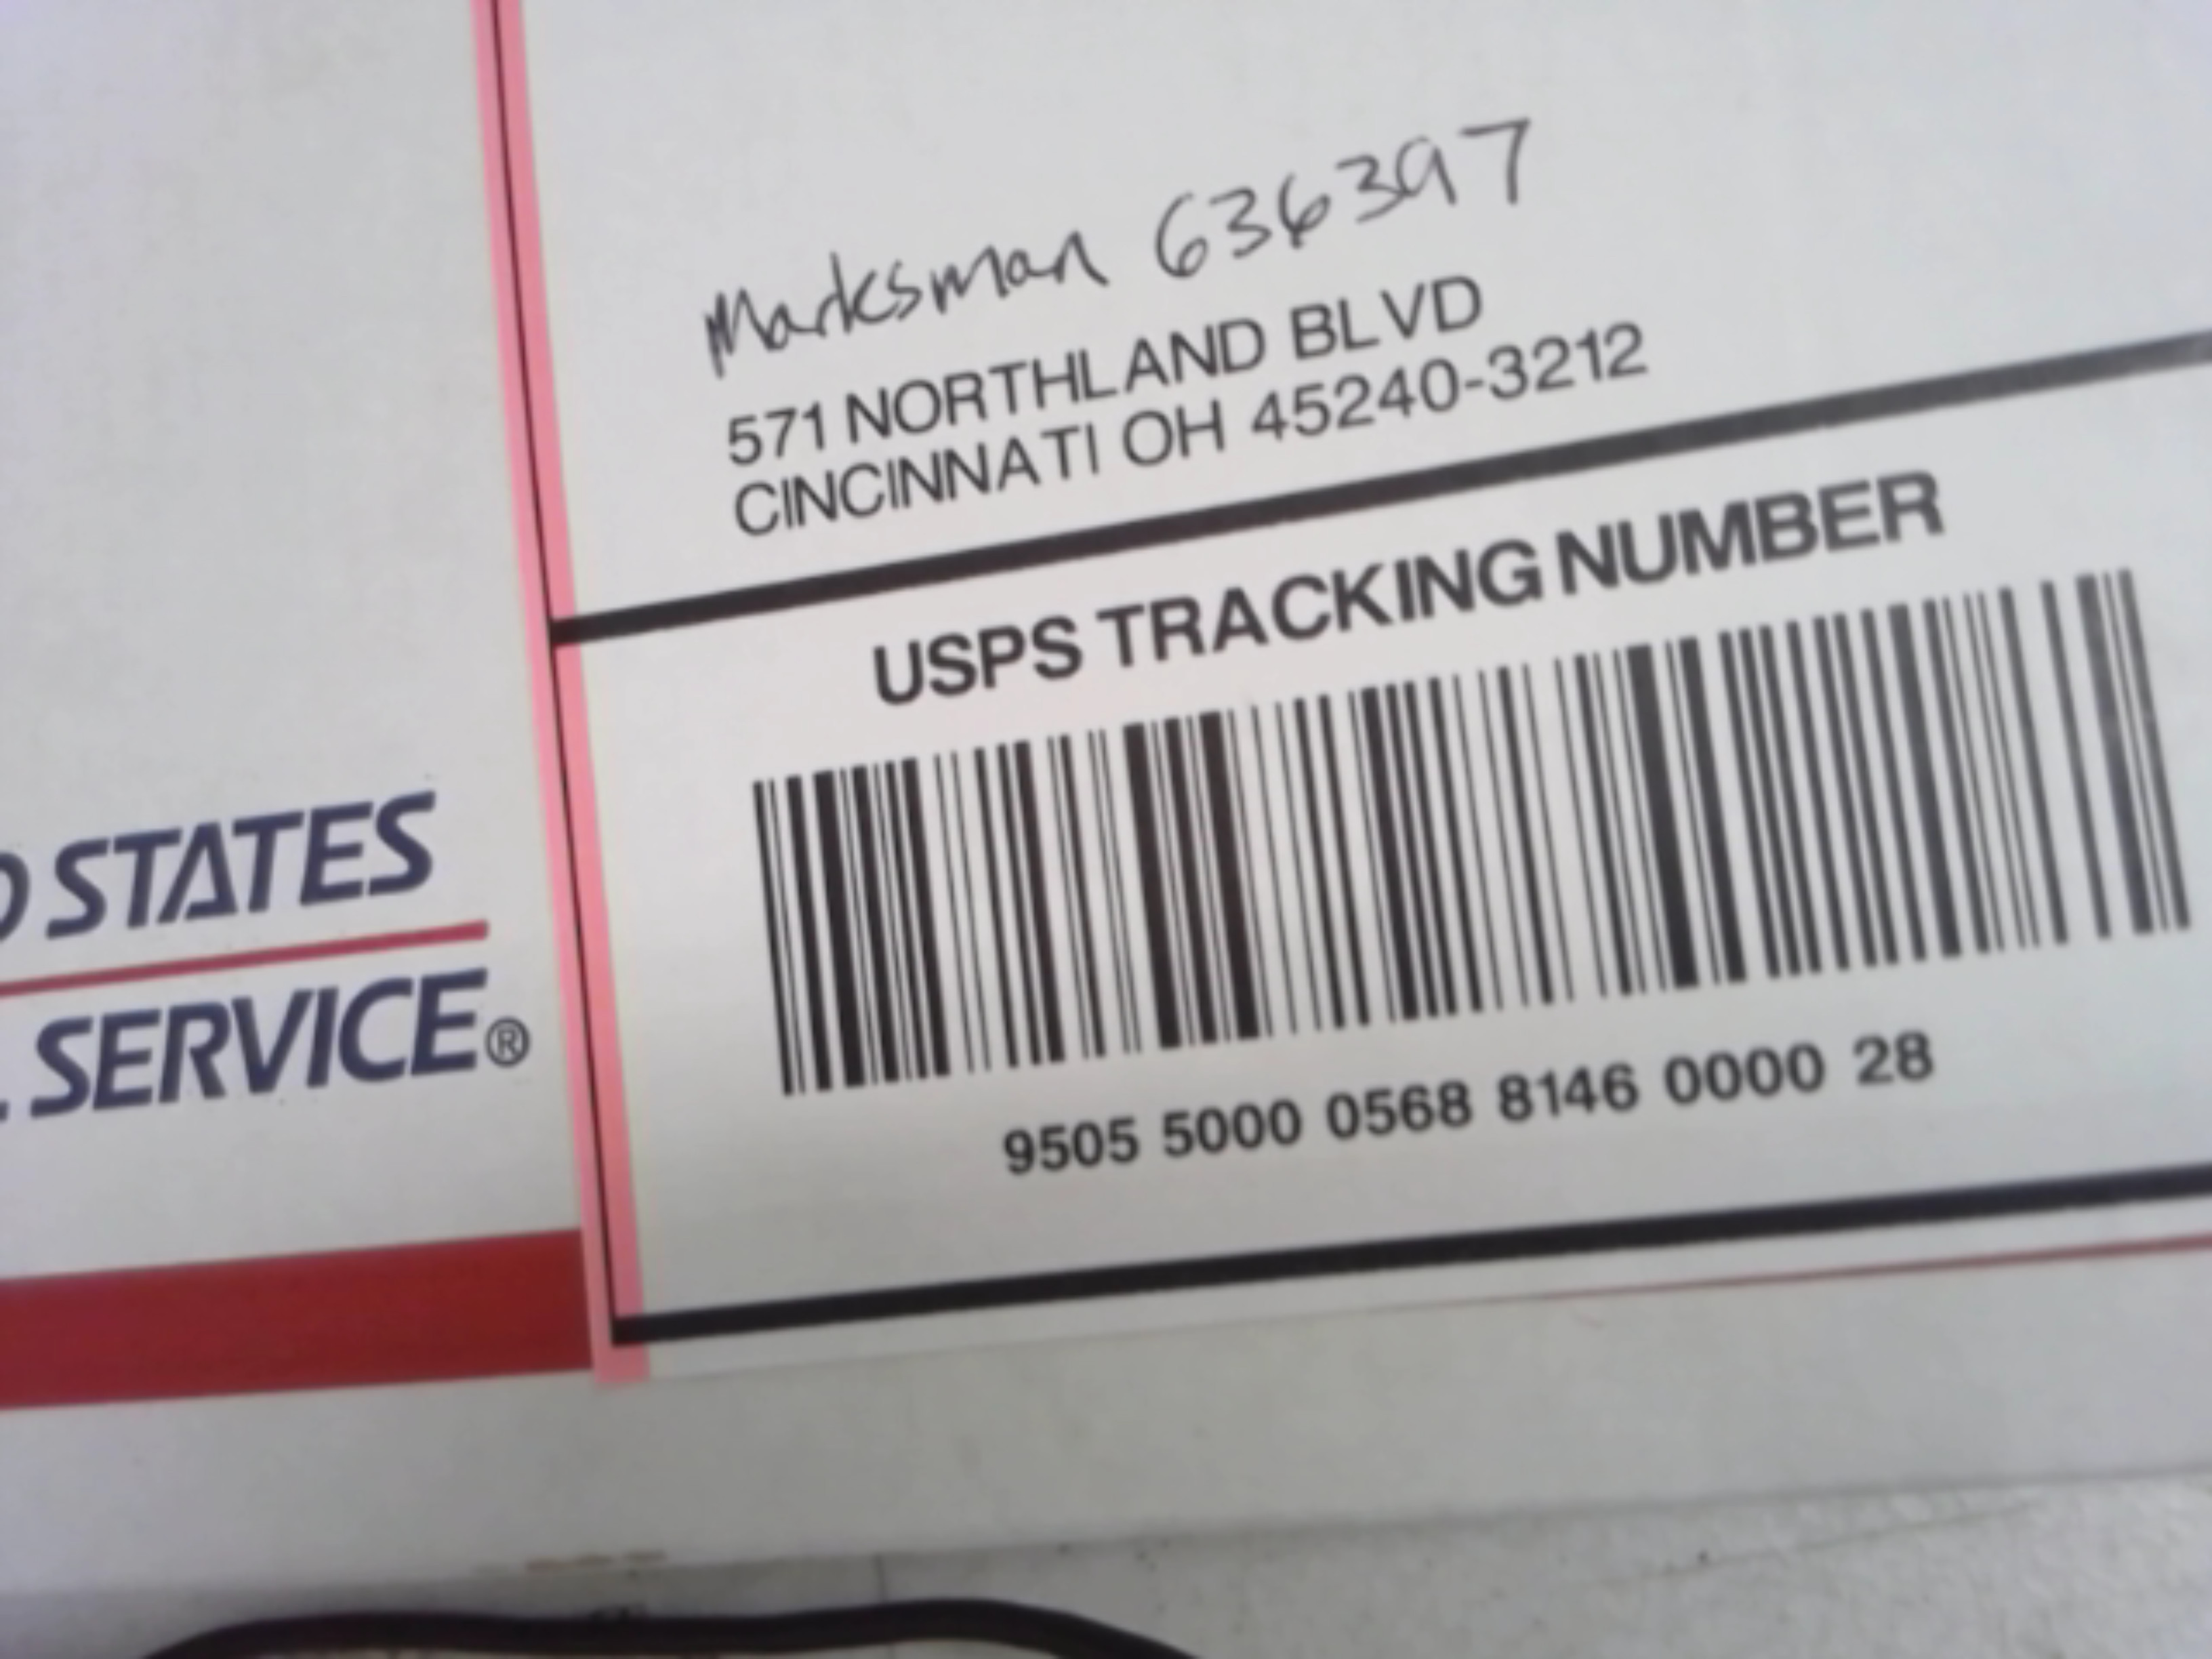 Marksman 636397
571 NORTHLAND BLVD
CINCINNATI OH 45240-3212
USPS TRACKING NUMBER
9505 5000 0568 8146 0000 28
STATES
SERVICE®